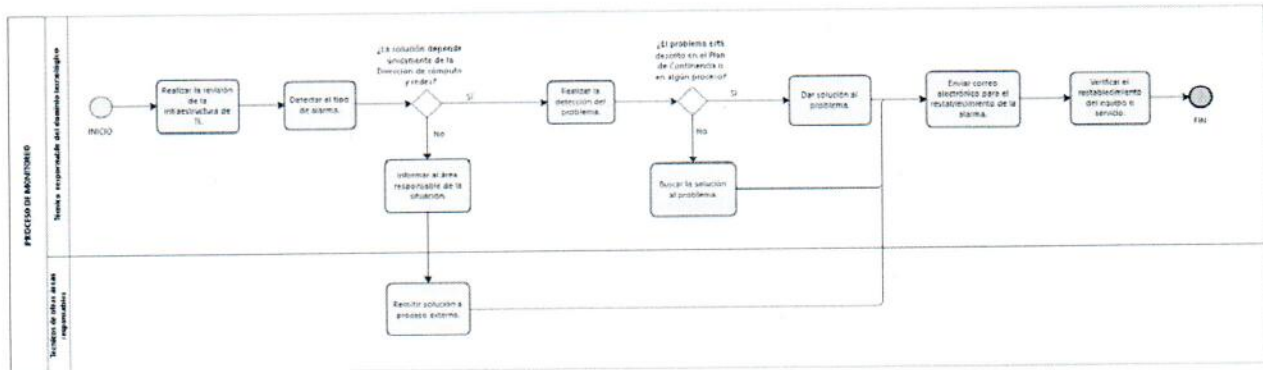 PROCESO DE MONITOREO
Técnico responsable del dominio tecnológico
INICIO
Realizar la revisión
de la
infraestructura de
TI.
Detectar el tipo
de alarma.
¿La solución depende
únicamente de la
Dirección de cómputo
y redes?
Sí
No
Informar al área
responsable de la
situación.
Realizar la
detección del
problema.
¿El problema está
descrito en el Plan
de Continencia o
en algún proceso?
Sí
No
Buscar la solución
al problema.
Dar solución al
problema.
Enviar correo
electrónico para el
restablecimiento de la
alarma.
Verificar el
restablecimiento
del equipo o
servicio.
FIN
Técnicos de otras áreas
responsables
Remitir solución a
proceso externo.